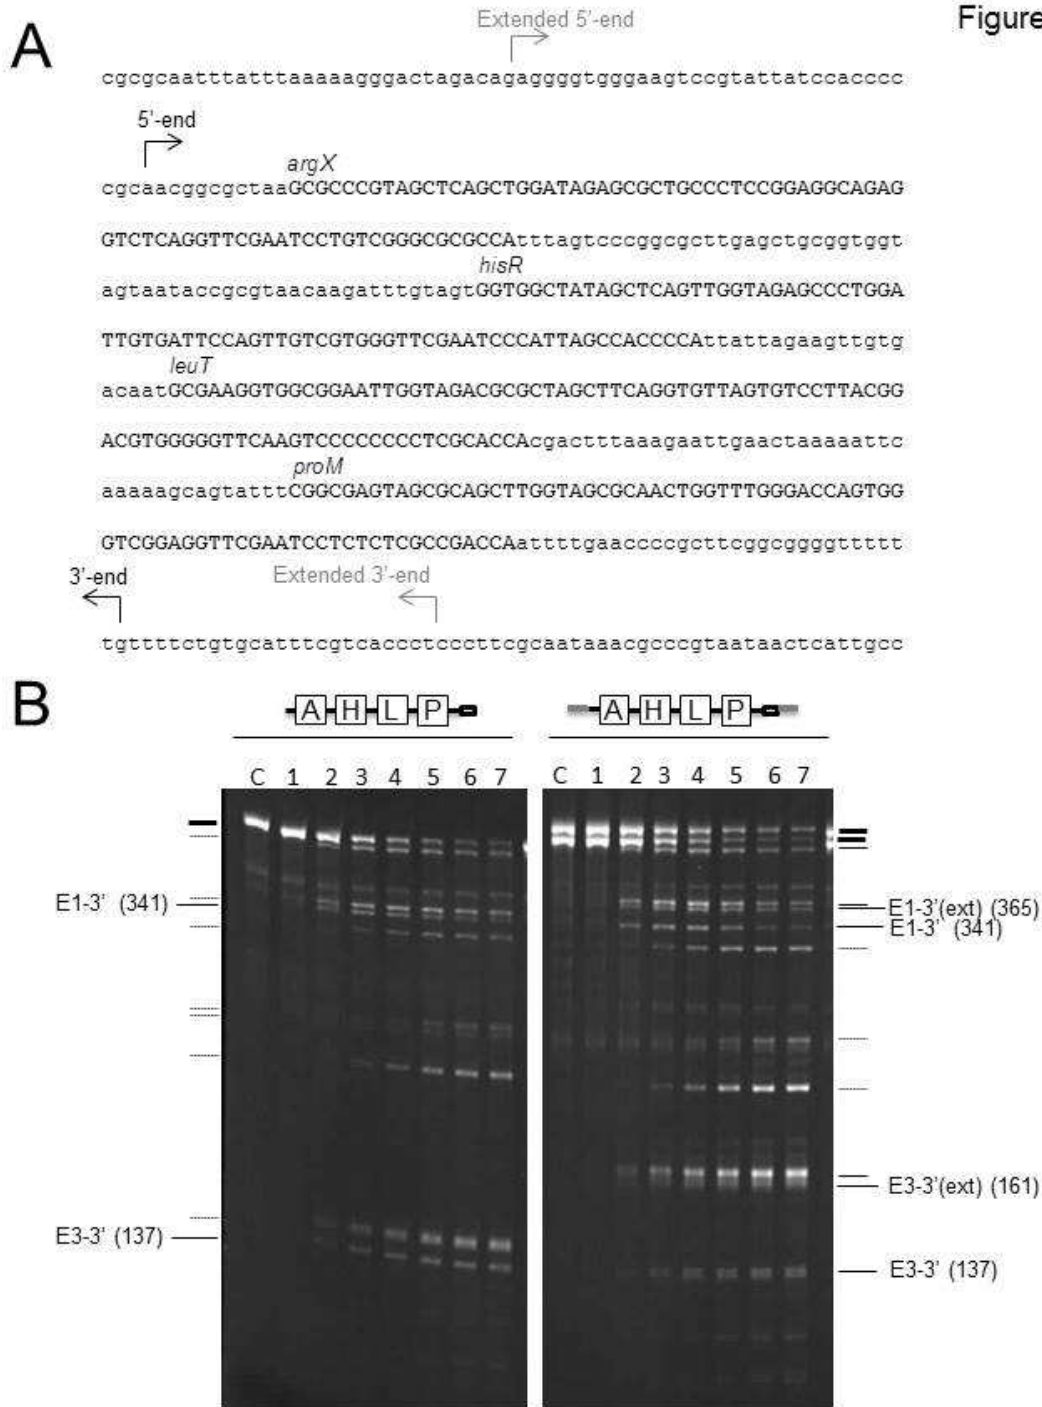 Figure
A
Extended 5'-end
cgcgcaatttatttaaaaagggactagacagaggggtgggaagtccgtattatccacccc
5'-end
argX
cgcaacggcgctaaGCGCCCGTAGCTCAGCTGGATAGAGCGCTGCCCTCCGGAGGCAGAG
GTCTCAGGTTCGAATCCTGTCGGGCGCGCCAtttagtcccggcgcttgagctgcggtggt
hisR
agtaataccgcgtaacaagatttgtagtGGTGGCTATAGCTCAGTTGGTAGAGCCCTGGA
TTGTGATTCCAGTTGTCGTGGGTTCGAATCCCATTAGCCACCCCAttattagaagttgtg
leuT
acaatGCGAAGGTGGCGGAATTGGTAGACGCGCTAGCTTCAGGTGTTAGTGTCCTTACGG
ACGTGGGGGTTCAAGTCCCCCCCCTCGCACCAcgactttaaagaattgaactaaaaattc
proM
aaaaagcagtatttCGGCGAGTAGCGCAGCTTGGTAGCGCAACTGGTTTGGGACCAGTGG
GTCGGAGGTTCGAATCCTCTCTCGCCGACCAattttgaaccccgcttcggcggggttttt
3'-end
Extended 3'-end
tgttttctgtgcatttcgtcaccctcccttcgcaataaacgcccgtaataactcattgcc
B
A H L P
A H L P
C 1 2 3 4 5 6 7
C 1 2 3 4 5 6 7
E1-3' (341)
E3-3' (137)
E1-3'(ext) (365)
E1-3' (341)
E3-3'(ext) (161)
E3-3' (137)